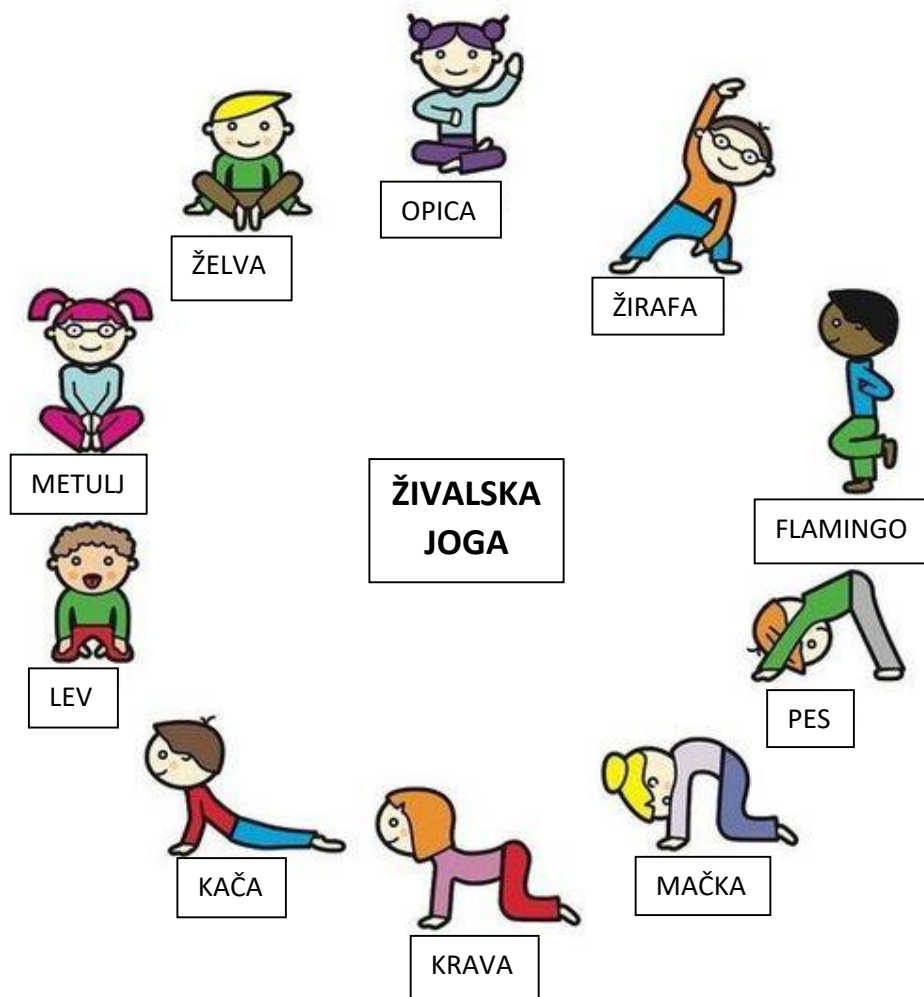 OPICA
ŽELVA
ŽIRAFA
METULJ
ŽIVALSKA
JOGA
FLAMINGO
LEV
PES
KAČA
MAČKA
KRAVA